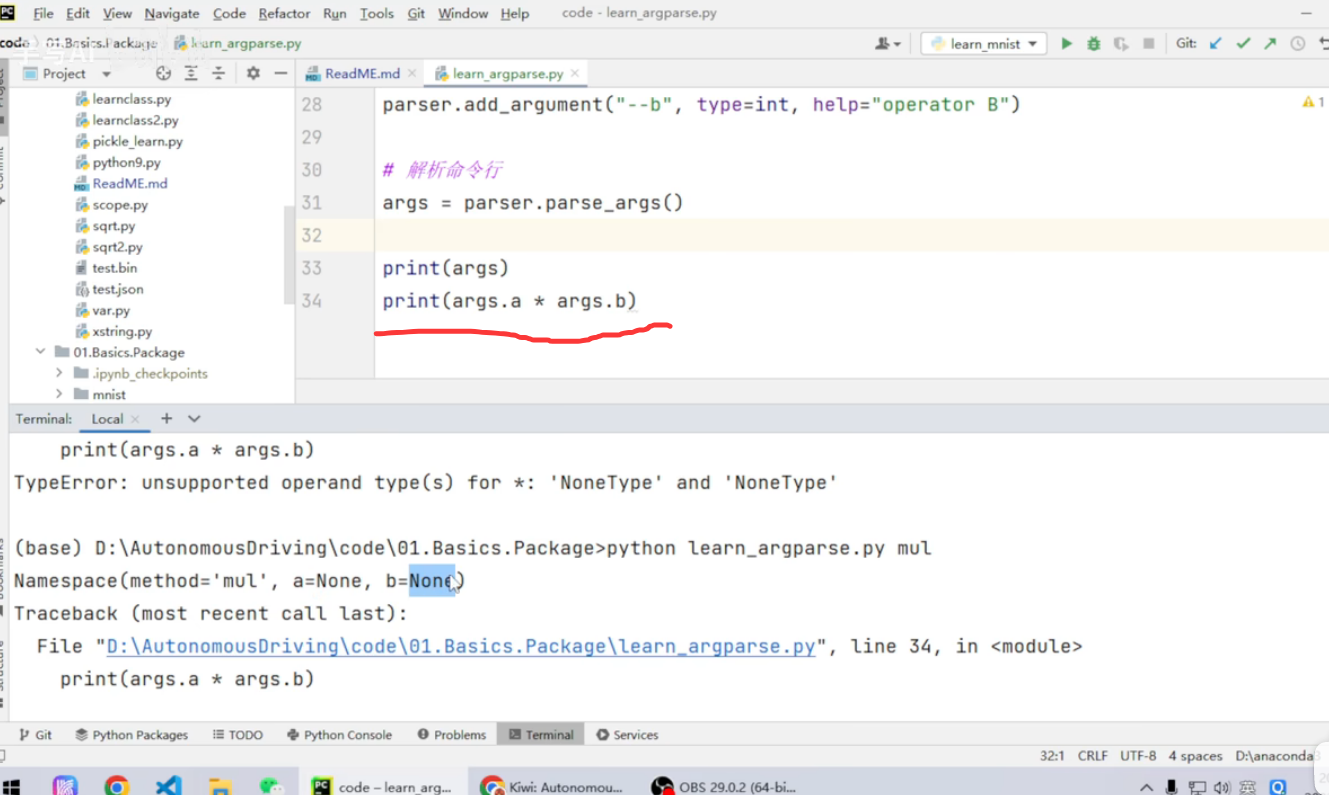 PC File Edit View Navigate Code Refactor Run Tools Git Window Help code - learn_argparse.py
code 01.Basics.Package learn_argparse.py learn_mnist Git:
Project ReadME.md learn_argparse.py
learnclass.py
learnclass2.py
pickle_learn.py
python9.py
ReadME.md
scope.py
sqrt.py
sqrt2.py
test.bin
test.json
var.py
xstring.py
01.Basics.Package
.ipynb_checkpoints
mnist
28 parser.add_argument("--b", type=int, help="operator B") 1
29
30 # 解析命令行
31 args = parser.parse_args()
32
33 print(args)
34 print(args.a * args.b)
Terminal: Local
print(args.a * args.b)
TypeError: unsupported operand type(s) for *: 'NoneType' and 'NoneType'
(base) D:\AutonomousDriving\code\01.Basics.Package>python learn_argparse.py mul
Namespace(method='mul', a=None, b=None)
Traceback (most recent call last):
File "D:\AutonomousDriving\code\01.Basics.Package\learn_argparse.py", line 34, in <module>
print(args.a * args.b)
Git Python Packages TODO Python Console Problems Terminal Services
32:1 CRLF UTF-8 4 spaces D:\anaconda
PC code – learn_arg... Kiwi: Autonomou... OBS 29.0.2 (64-bi... 英